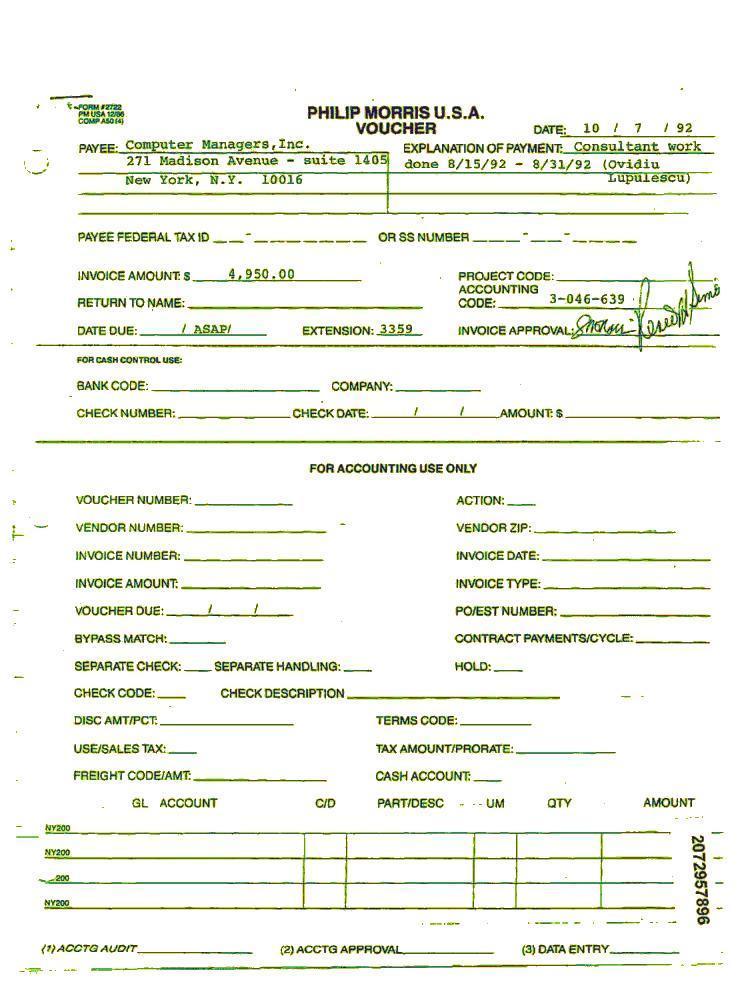 FORM #2722
PM USA 12/86
COMP A50 (4)
PHILIP MORRIS U.S.A.
VOUCHER
DATE: 10 / 7 / 92
PAYEE: Computer Managers,Inc. EXPLANATION OF PAYMENT: Consultant work
271 Madison Avenue - suite 1405 done 8/15/92 - 8/31/92 (Ovidiu
New York, N.Y. 10016 Lupulescu)
PAYEE FEDERAL TAX ID __ - _______ OR SS NUMBER ___ - __ - ____
INVOICE AMOUNT: $ 4,950.00 PROJECT CODE:
ACCOUNTING
RETURN TO NAME: CODE: 3-046-639
DATE DUE: / ASAP/ EXTENSION: 3359 INVOICE APPROVAL:
FOR CASH CONTROL USE:
BANK CODE: COMPANY:
CHECK NUMBER: CHECK DATE: / / AMOUNT: $
FOR ACCOUNTING USE ONLY
VOUCHER NUMBER: ACTION:
VENDOR NUMBER: VENDOR ZIP:
INVOICE NUMBER: INVOICE DATE:
INVOICE AMOUNT: INVOICE TYPE:
VOUCHER DUE: / / PO/EST NUMBER:
BYPASS MATCH: CONTRACT PAYMENTS/CYCLE:
SEPARATE CHECK: SEPARATE HANDLING: HOLD:
CHECK CODE: CHECK DESCRIPTION
DISC AMT/PCT: TERMS CODE:
USE/SALES TAX: TAX AMOUNT/PRORATE:
FREIGHT CODE/AMT: CASH ACCOUNT:
GL ACCOUNT C/D PART/DESC UM QTY AMOUNT
NY200
NY200
200
NY200
2072957896
(1) ACCTG AUDIT (2) ACCTG APPROVAL (3) DATA ENTRY